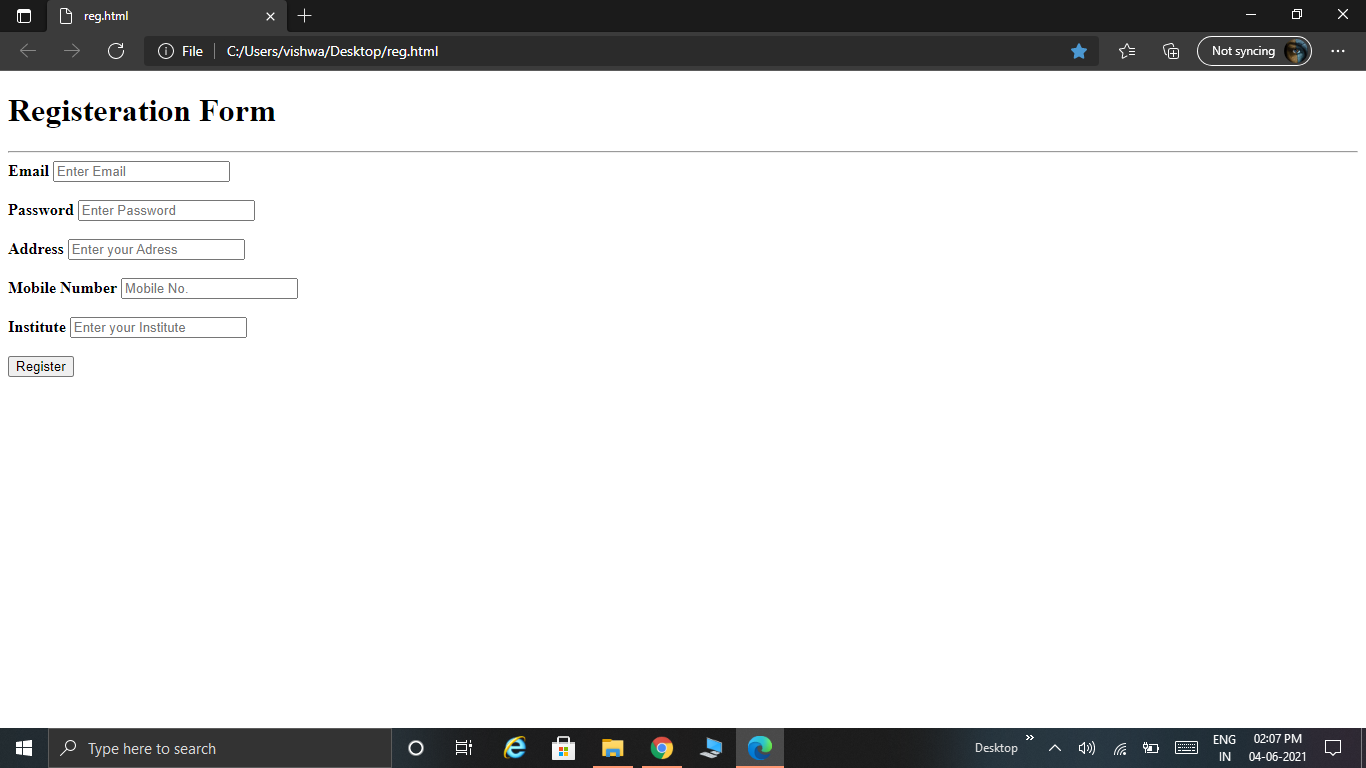 reg.html
File C:/Users/vishwa/Desktop/reg.html Not syncing
Registeration Form
Email Enter Email
Password Enter Password
Address Enter your Adress
Mobile Number Mobile No.
Institute Enter your Institute
Register
Type here to search Desktop ENG 02:07 PM
IN 04-06-2021